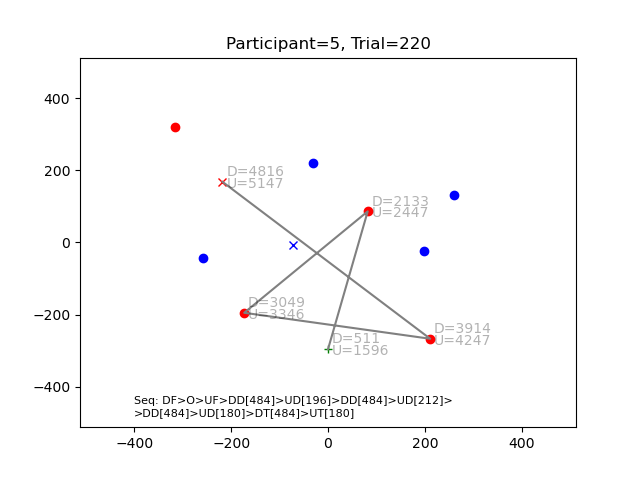 Participant=5, Trial=220
400
200
0
−200
−400
−400
−200
0
200
400
D=4816
U=5147
D=2133
U=2447
D=3049
U=3346
D=3914
U=4247
D=511
U=1596
Seq: DF>O>UF>DD[484]>UD[196]>DD[484]>UD[212]>
>DD[484]>UD[180]>DT[484]>UT[180]